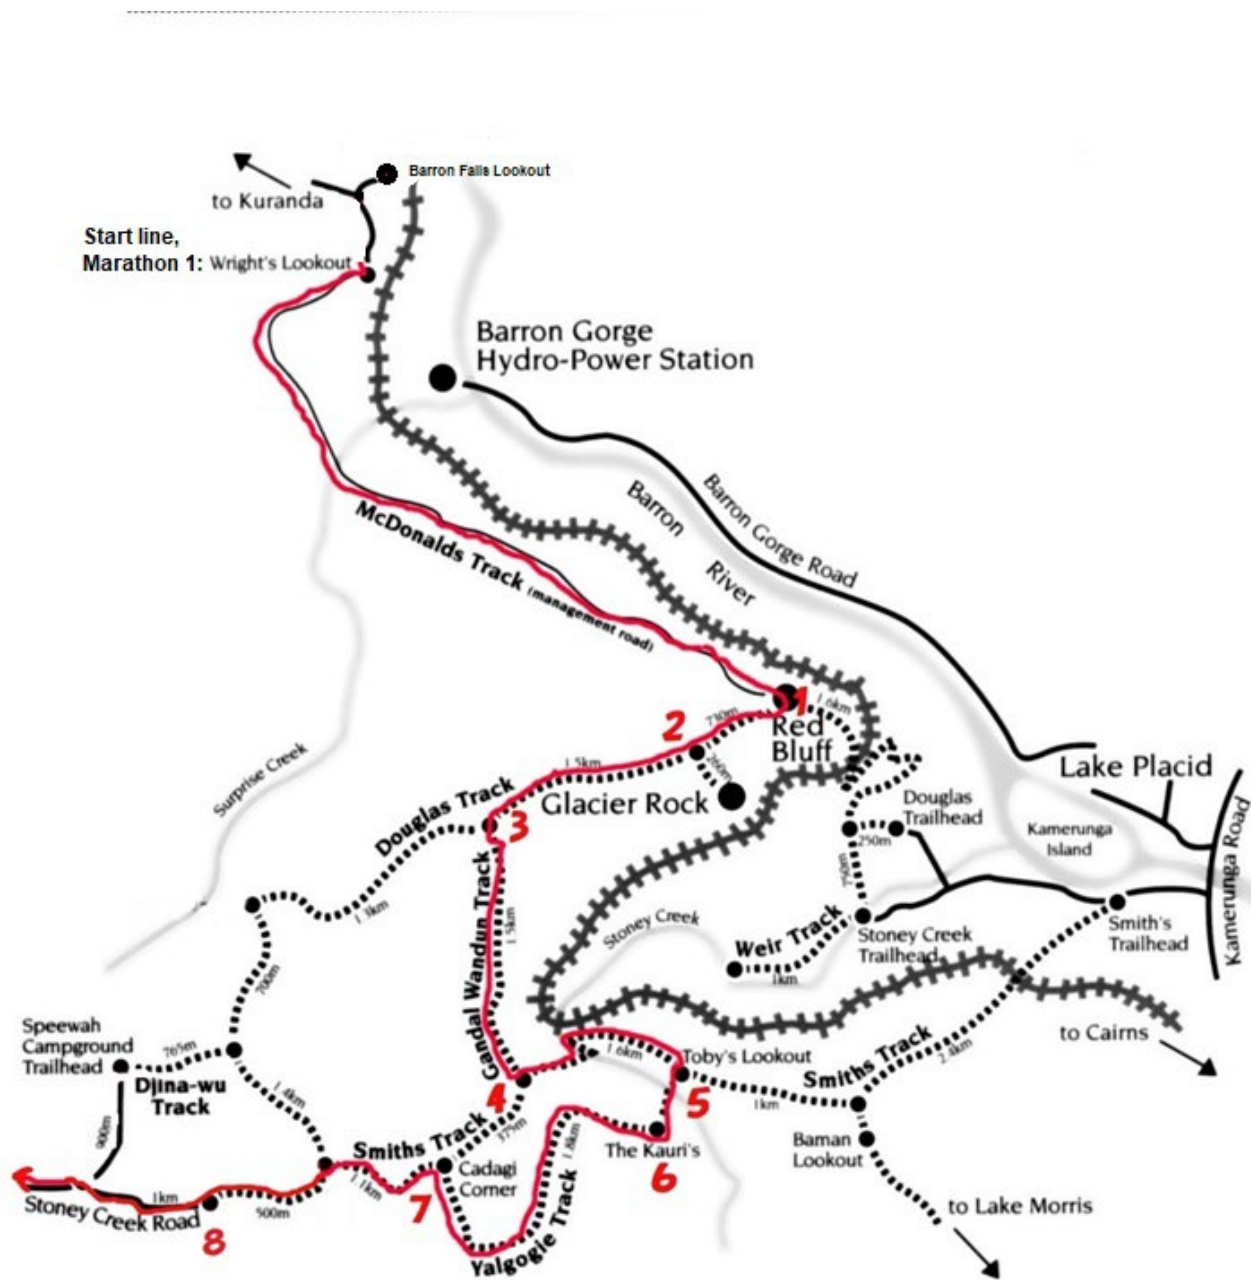 Barron Falls Lookout
to Kuranda
Start line,
Marathon 1: Wright's Lookout
Barron Gorge
Hydro-Power Station
Barron
River
Barron Gorge Road
McDonalds Track (management road)
1
1.6km
2
730m
Red
Bluff
260m
1.5km
Glacier Rock
Lake Placid
Surprise Creek
Douglas Track
3
Douglas
Trailhead
Kamerunga
Island
Kamerunga Road
250m
750m
1.3km
Gandal Wandun Track
1.5km
Stoney Creek
Weir Track
1km
Stoney Creek
Trailhead
Smith's
Trailhead
700m
Speewah
Campground
Trailhead
765m
Djina-wu
Track
1.6km
Toby's Lookout
Smiths Track
2.4km
to Cairns
4
5
1km
1.4km
900m
Smiths Track
375m
1.8km
The Kauri's
6
Baman
Lookout
Cadagi
Corner
1.1km
7
Yalgogie Track
to Lake Morris
1km
Stoney Creek Road
500m
8